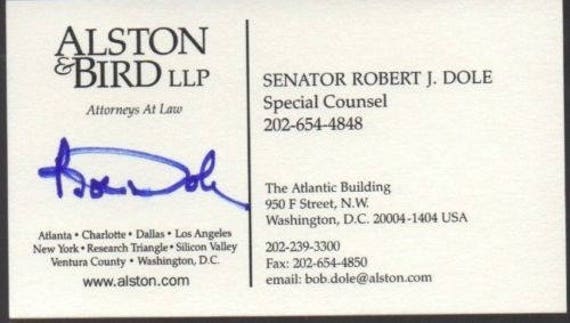 ALSTON
&BIRD LLP
Attorneys At Law
Bob Dole
Atlanta • Charlotte • Dallas • Los Angeles
New York • Research Triangle • Silicon Valley
Ventura County • Washington, D.C.
www.alston.com
SENATOR ROBERT J. DOLE
Special Counsel
202-654-4848
The Atlantic Building
950 F Street, N.W.
Washington, D.C. 20004-1404 USA
202-239-3300
Fax: 202-654-4850
email: bob.dole@alston.com